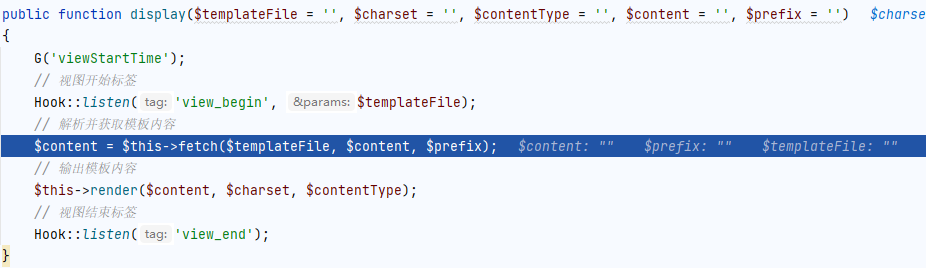 public function display($templateFile = '', $charset = '', $contentType = '', $content = '', $prefix = '')  $charse
{
    G('viewStartTime');
    // 视图开始标签
    Hook::listen( tag: 'view_begin',  &params: $templateFile);
    // 解析并获取模板内容
    $content = $this->fetch($templateFile, $content, $prefix);  $content: ""  $prefix: ""  $templateFile: ""
    // 输出模板内容
    $this->render($content, $charset, $contentType);
    // 视图结束标签
    Hook::listen( tag: 'view_end');
}